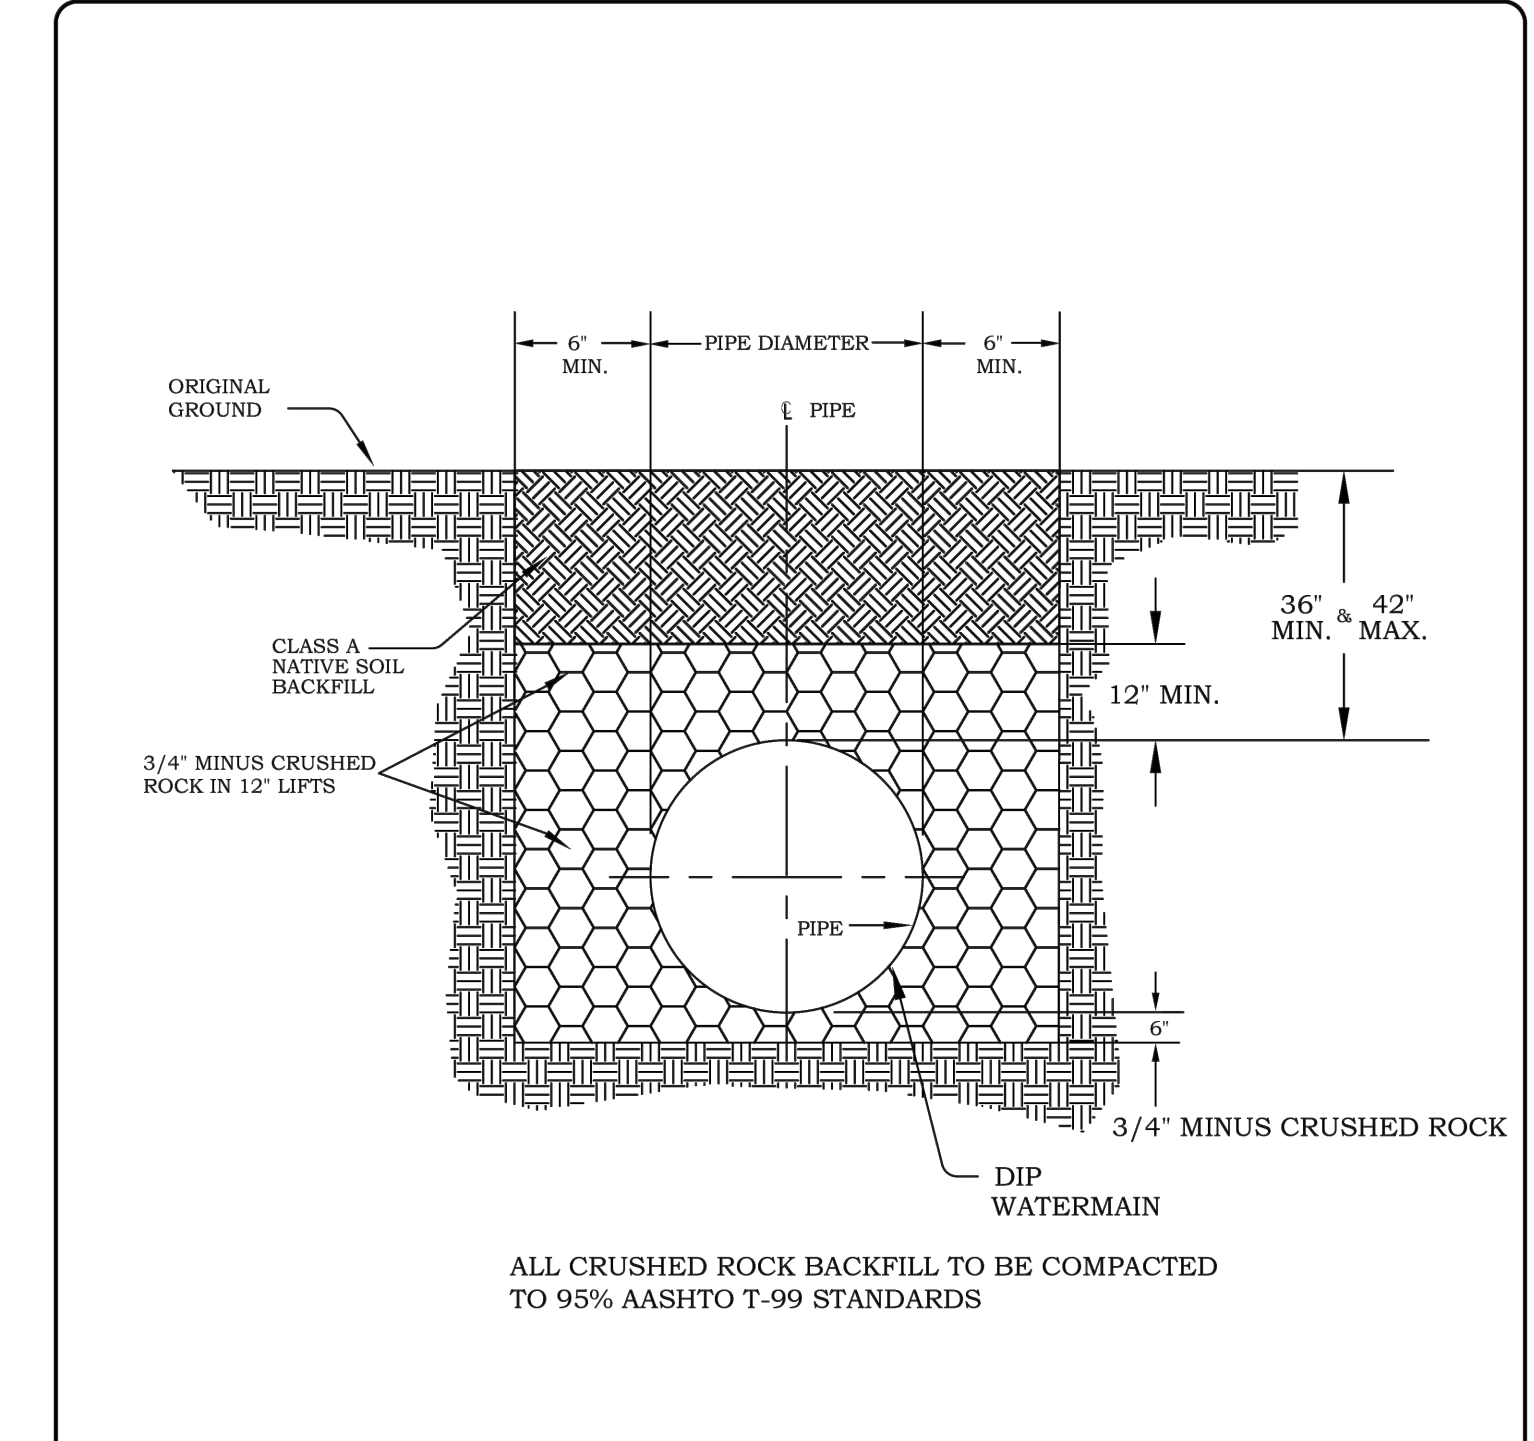 6" PIPE DIAMETER 6"
MIN. MIN.
ORIGINAL
GROUND
℄ PIPE
36" & 42"
MIN. MAX.
CLASS A
NATIVE SOIL
BACKFILL
12" MIN.
3/4" MINUS CRUSHED
ROCK IN 12" LIFTS
PIPE
6"
3/4" MINUS CRUSHED ROCK
DIP
WATERMAIN
ALL CRUSHED ROCK BACKFILL TO BE COMPACTED
TO 95% AASHTO T-99 STANDARDS